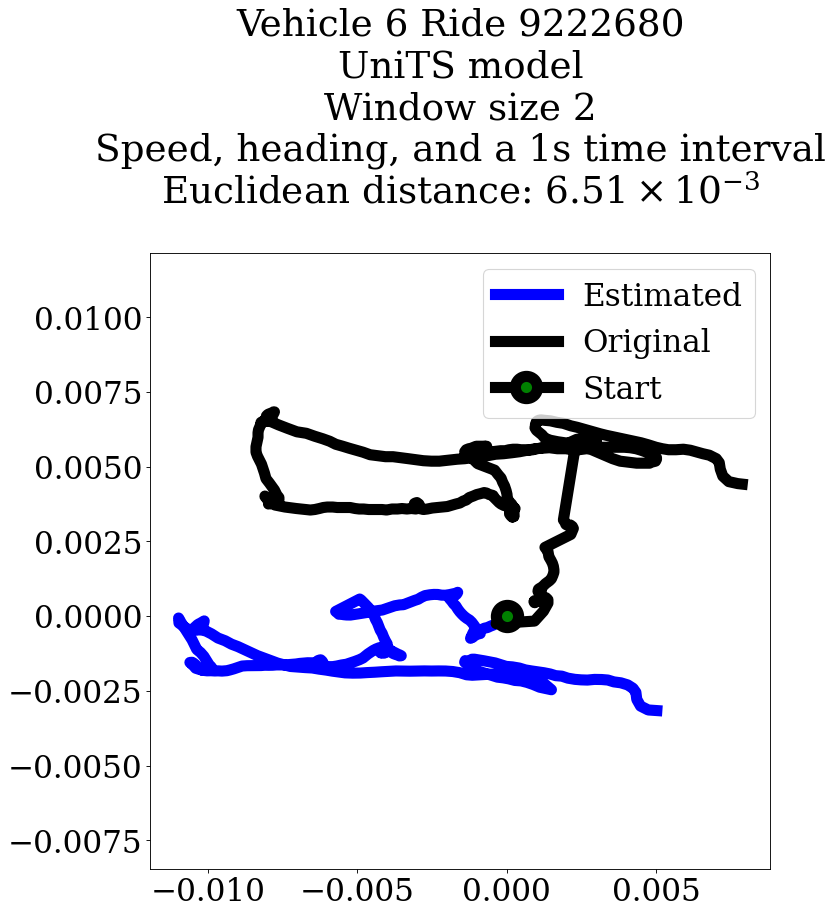 Vehicle 6 Ride 9222680
UniTS model
Window size 2
Speed, heading, and a 1s time interval
Euclidean distance: 6.51 × 10⁻³
Estimated
Original
Start
0.0100
0.0075
0.0050
0.0025
0.0000
−0.0025
−0.0050
−0.0075
−0.010 −0.005 0.000 0.005